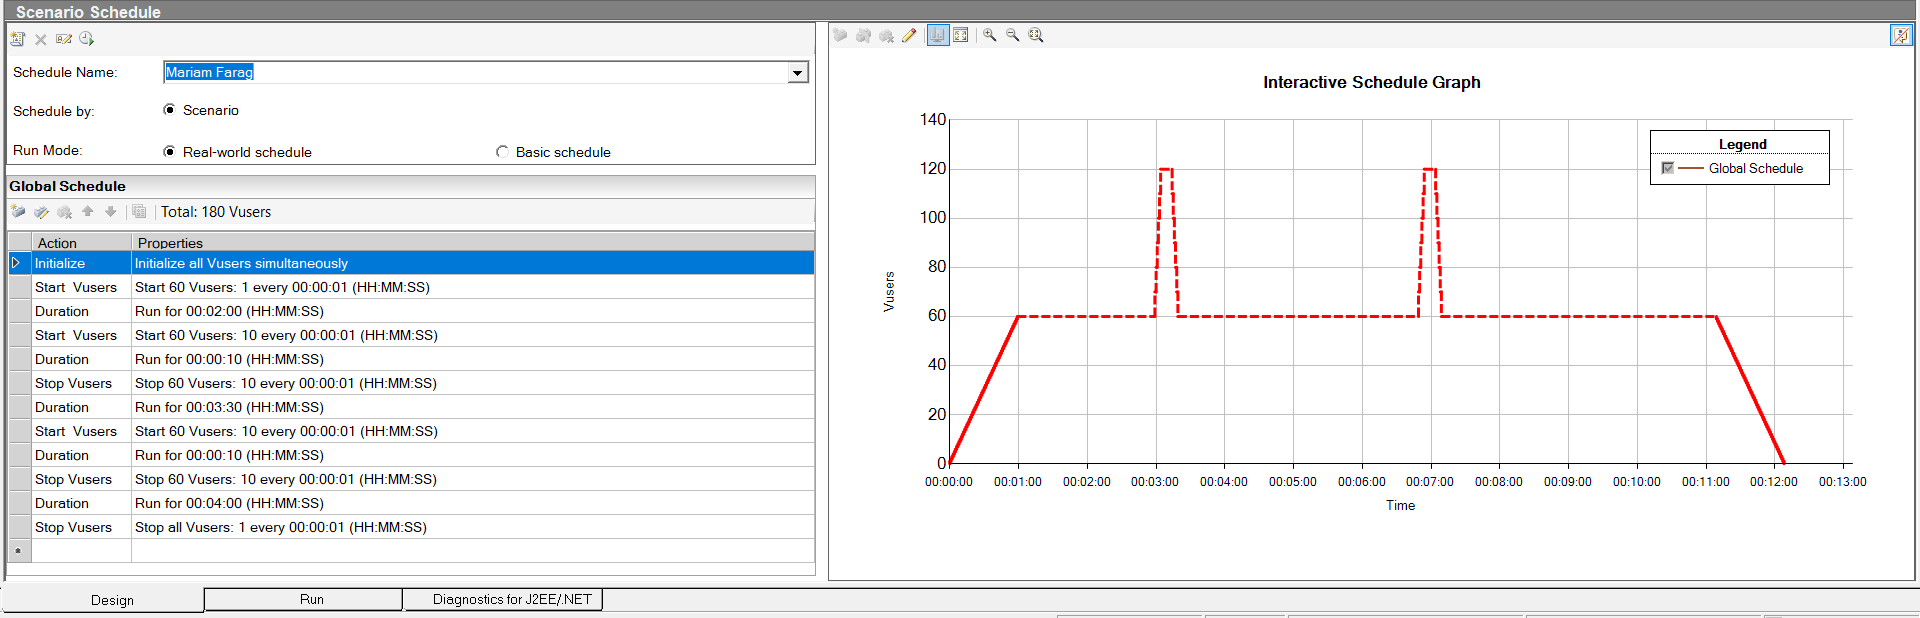 Scenario Schedule
Schedule Name: Mariam Farag
Schedule by: Scenario
Run Mode: Real-world schedule Basic schedule
Global Schedule
Total: 180 Vusers
Action Properties
Initialize Initialize all Vusers simultaneously
Start Vusers Start 60 Vusers: 1 every 00:00:01 (HH:MM:SS)
Duration Run for 00:02:00 (HH:MM:SS)
Start Vusers Start 60 Vusers: 10 every 00:00:01 (HH:MM:SS)
Duration Run for 00:00:10 (HH:MM:SS)
Stop Vusers Stop 60 Vusers: 10 every 00:00:01 (HH:MM:SS)
Duration Run for 00:03:30 (HH:MM:SS)
Start Vusers Start 60 Vusers: 10 every 00:00:01 (HH:MM:SS)
Duration Run for 00:00:10 (HH:MM:SS)
Stop Vusers Stop 60 Vusers: 10 every 00:00:01 (HH:MM:SS)
Duration Run for 00:04:00 (HH:MM:SS)
Stop Vusers Stop all Vusers: 1 every 00:00:01 (HH:MM:SS)
*
Interactive Schedule Graph
Legend
Global Schedule
Vusers
140
120
100
80
60
40
20
0
00:00:00 00:01:00 00:02:00 00:03:00 00:04:00 00:05:00 00:06:00 00:07:00 00:08:00 00:09:00 00:10:00 00:11:00 00:12:00 00:13:00
Time
Design Run Diagnostics for J2EE/.NET